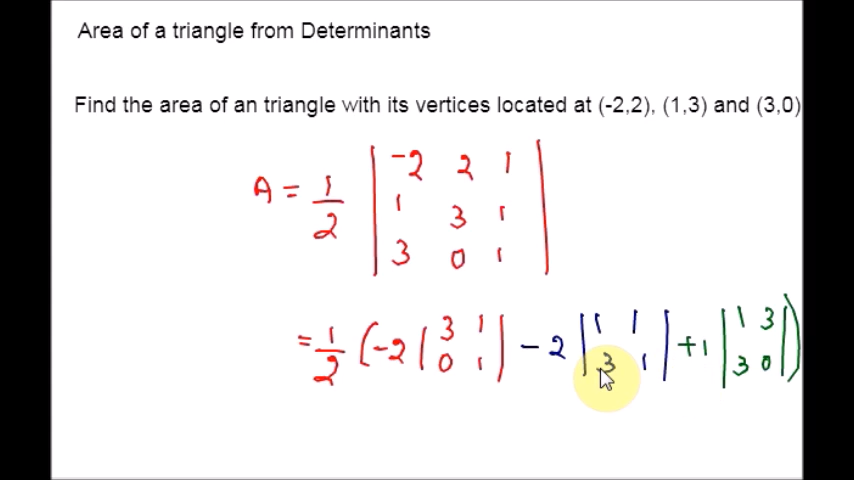 Area of a triangle from Determinants
Find the area of an triangle with its vertices located at (-2,2), (1,3) and (3,0)
A = 1/2 | -2 2 1 |
| 1 3 1 |
| 3 0 1 |
= 1/2 ( -2 | 3 1 | - 2 | 1 1 | + 1 | 1 3 | )
| 0 1 | | 3 1 | | 3 0 |